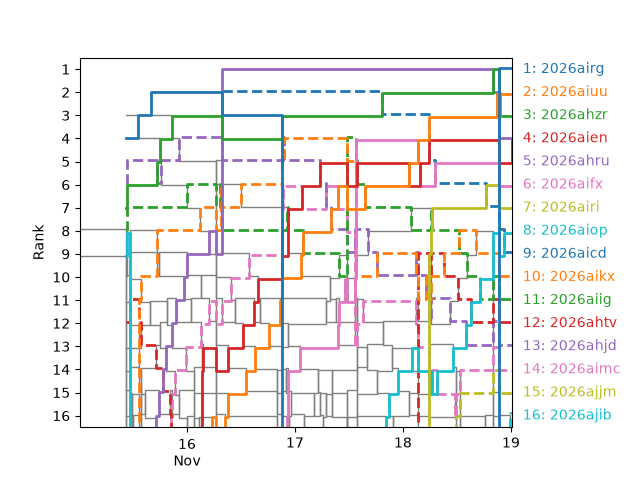 1
2
3
4
5
6
7
8
9
10
11
12
13
14
15
16
Rank
16
17
18
19
Nov
1: 2026airg
2: 2026aiuu
3: 2026ahzr
4: 2026aien
5: 2026ahru
6: 2026aifx
7: 2026airi
8: 2026aiop
9: 2026aicd
10: 2026aikx
11: 2026aiig
12: 2026ahtv
13: 2026ahjd
14: 2026aimc
15: 2026ajjm
16: 2026ajib